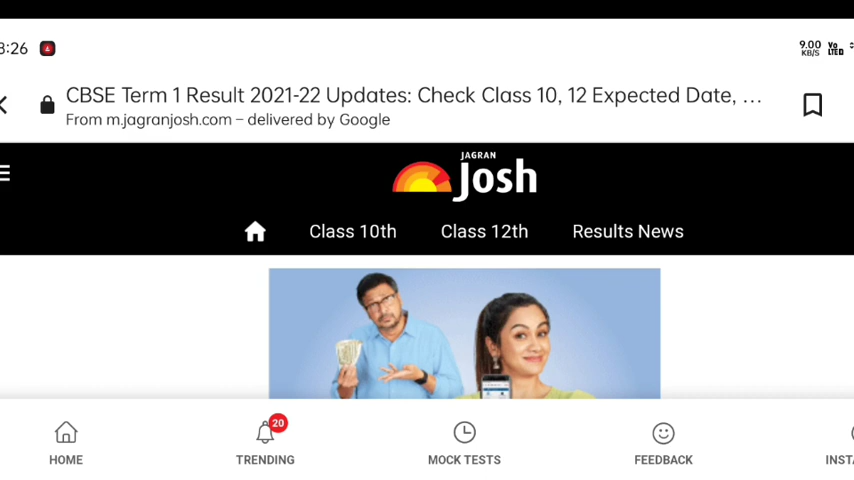 :26
9.00
KB/S
Vo
LTED
CBSE Term 1 Result 2021-22 Updates: Check Class 10, 12 Expected Date, ...
From m.jagranjosh.com – delivered by Google
JAGRAN
Josh
Class 10th
Class 12th
Results News
20
HOME
TRENDING
MOCK TESTS
FEEDBACK
INSTA